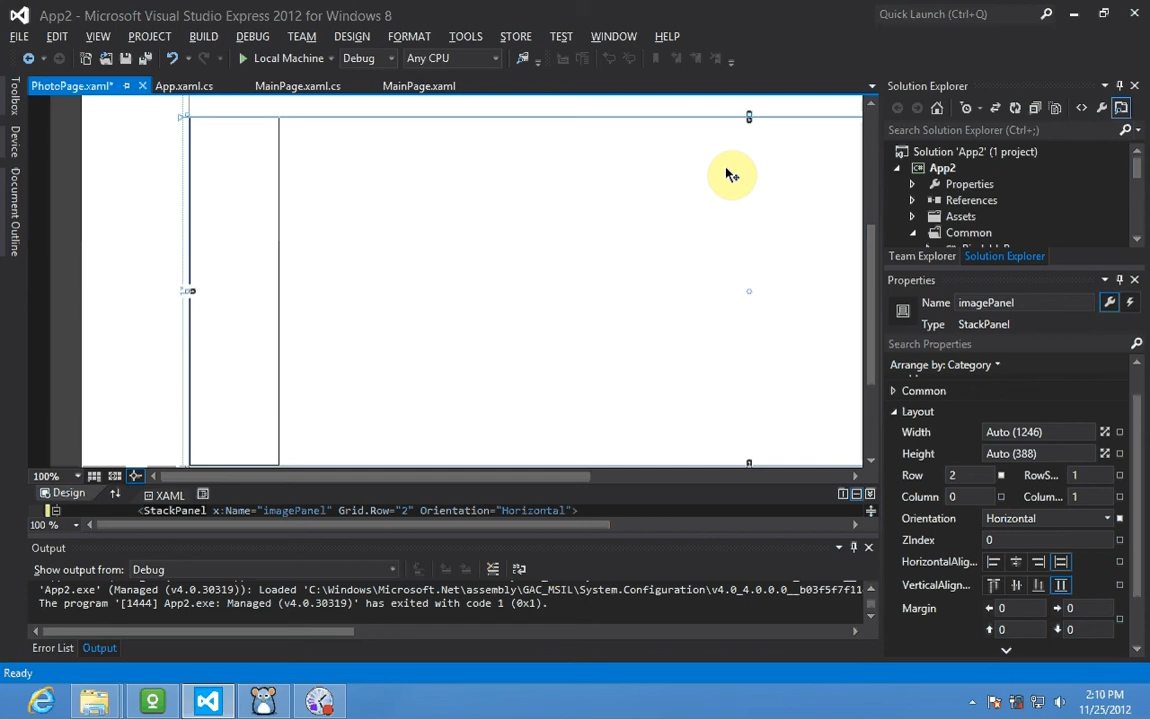 App2 - Microsoft Visual Studio Express 2012 for Windows 8
Quick Launch (Ctrl+Q)
FILE EDIT VIEW PROJECT BUILD DEBUG TEAM DESIGN FORMAT TOOLS STORE TEST WINDOW HELP
Local Machine Debug Any CPU
PhotoPage.xaml* App.xaml.cs MainPage.xaml.cs MainPage.xaml
Toolbox
Device
Document Outline
Solution Explorer
Search Solution Explorer (Ctrl+;)
Solution 'App2' (1 project)
App2
Properties
References
Assets
Common
Team Explorer Solution Explorer
Properties
Name imagePanel
Type StackPanel
Search Properties
Arrange by: Category
Common
Layout
Width Auto (1246)
Height Auto (388)
Row 2 RowS... 1
Column 0 Colum... 1
Orientation Horizontal
ZIndex 0
HorizontalAlig...
VerticalAlignm...
Margin 0 0
0 0
100%
Design XAML
<StackPanel x:Name="imagePanel" Grid.Row="2" Orientation="Horizontal">
100 %
Output
Show output from: Debug
'App2.exe' (Managed (v4.0.30319)): Loaded 'C:\Windows\Microsoft.Net\assembly\GAC_MSIL\System.Configuration\v4.0_4.0.0.0__b03f5f7f11
The program '[1444] App2.exe: Managed (v4.0.30319)' has exited with code 1 (0x1).
Error List Output
Ready
2:10 PM
11/25/2012